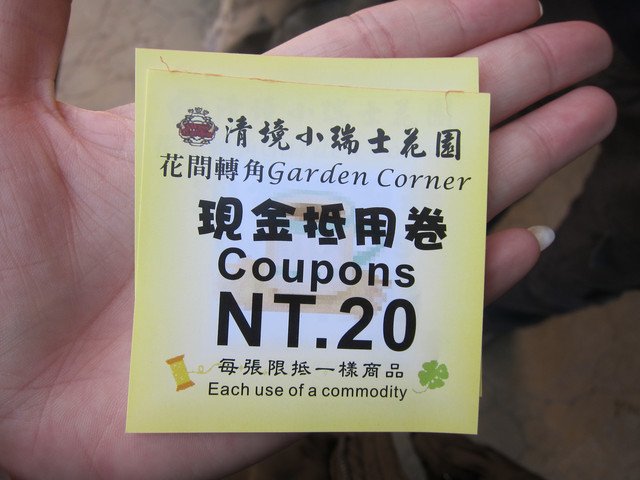 清境小瑞士花園
花間轉角Garden Corner
現金抵用卷
Coupons
NT.20
每張限抵一樣商品
Each use of a commodity